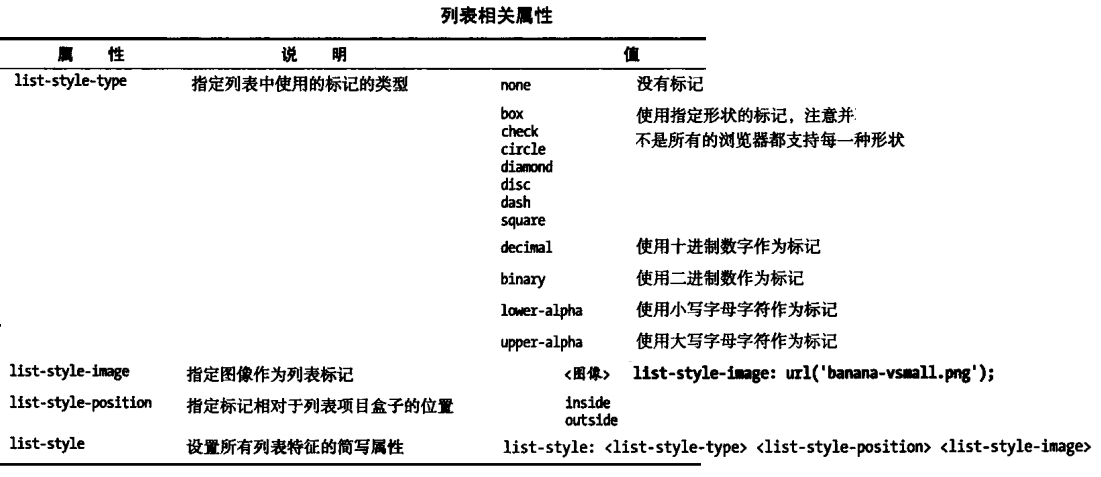 列表相关属性
属 性 说 明 值
list-style-type 指定列表中使用的标记的类型 none 没有标记
box 使用指定形状的标记，注意并
check 不是所有的浏览器都支持每一种形状
circle
diamond
disc
dash
square
decimal 使用十进制数字作为标记
binary 使用二进制数作为标记
lower-alpha 使用小写字母字符作为标记
upper-alpha 使用大写字母字符作为标记
list-style-image 指定图像作为列表标记 <图像> list-style-image: url('banana-vsmall.png');
list-style-position 指定标记相对于列表项目盒子的位置 inside
outside
list-style 设置所有列表特征的简写属性 list-style: <list-style-type> <list-style-position> <list-style-image>